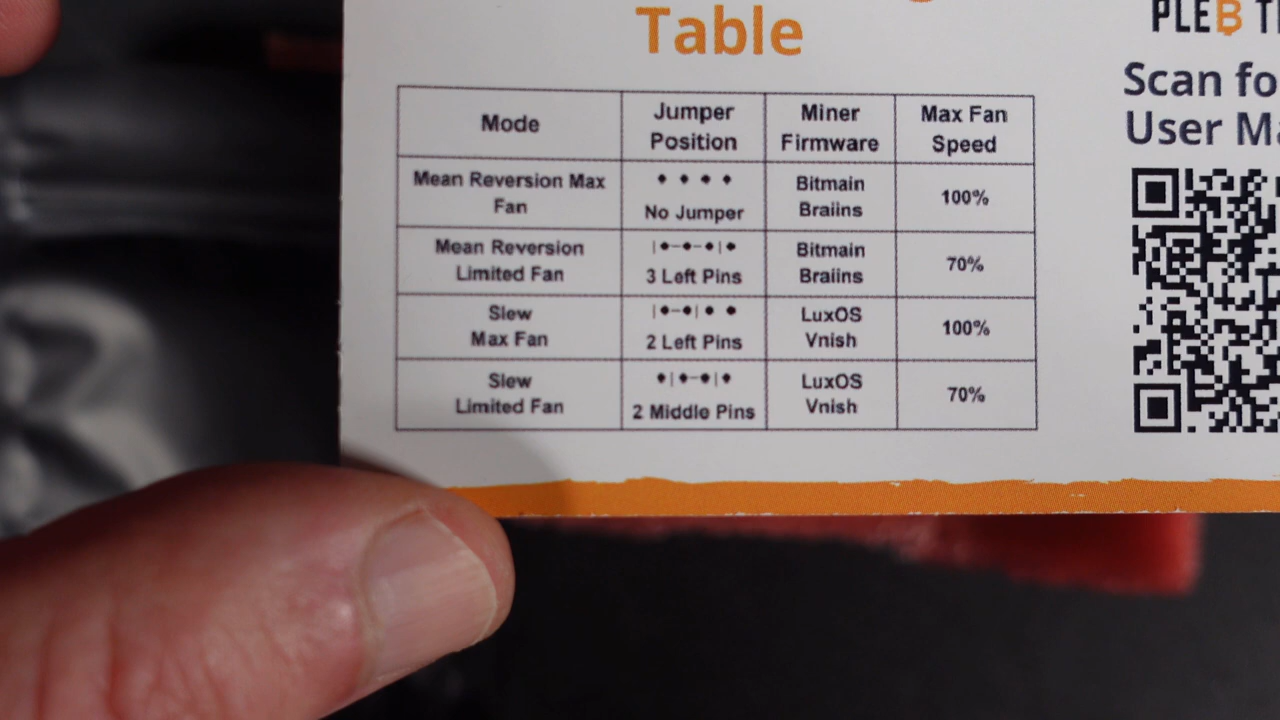 Table
Mode
Jumper
Position
Miner
Firmware
Max Fan
Speed
Mean Reversion Max
Fan
No Jumper
Bitmain
Braiins
100%
Mean Reversion
Limited Fan
3 Left Pins
Bitmain
Braiins
70%
Slew
Max Fan
2 Left Pins
LuxOS
Vnish
100%
Slew
Limited Fan
2 Middle Pins
LuxOS
Vnish
70%
PLEB
Scan
User